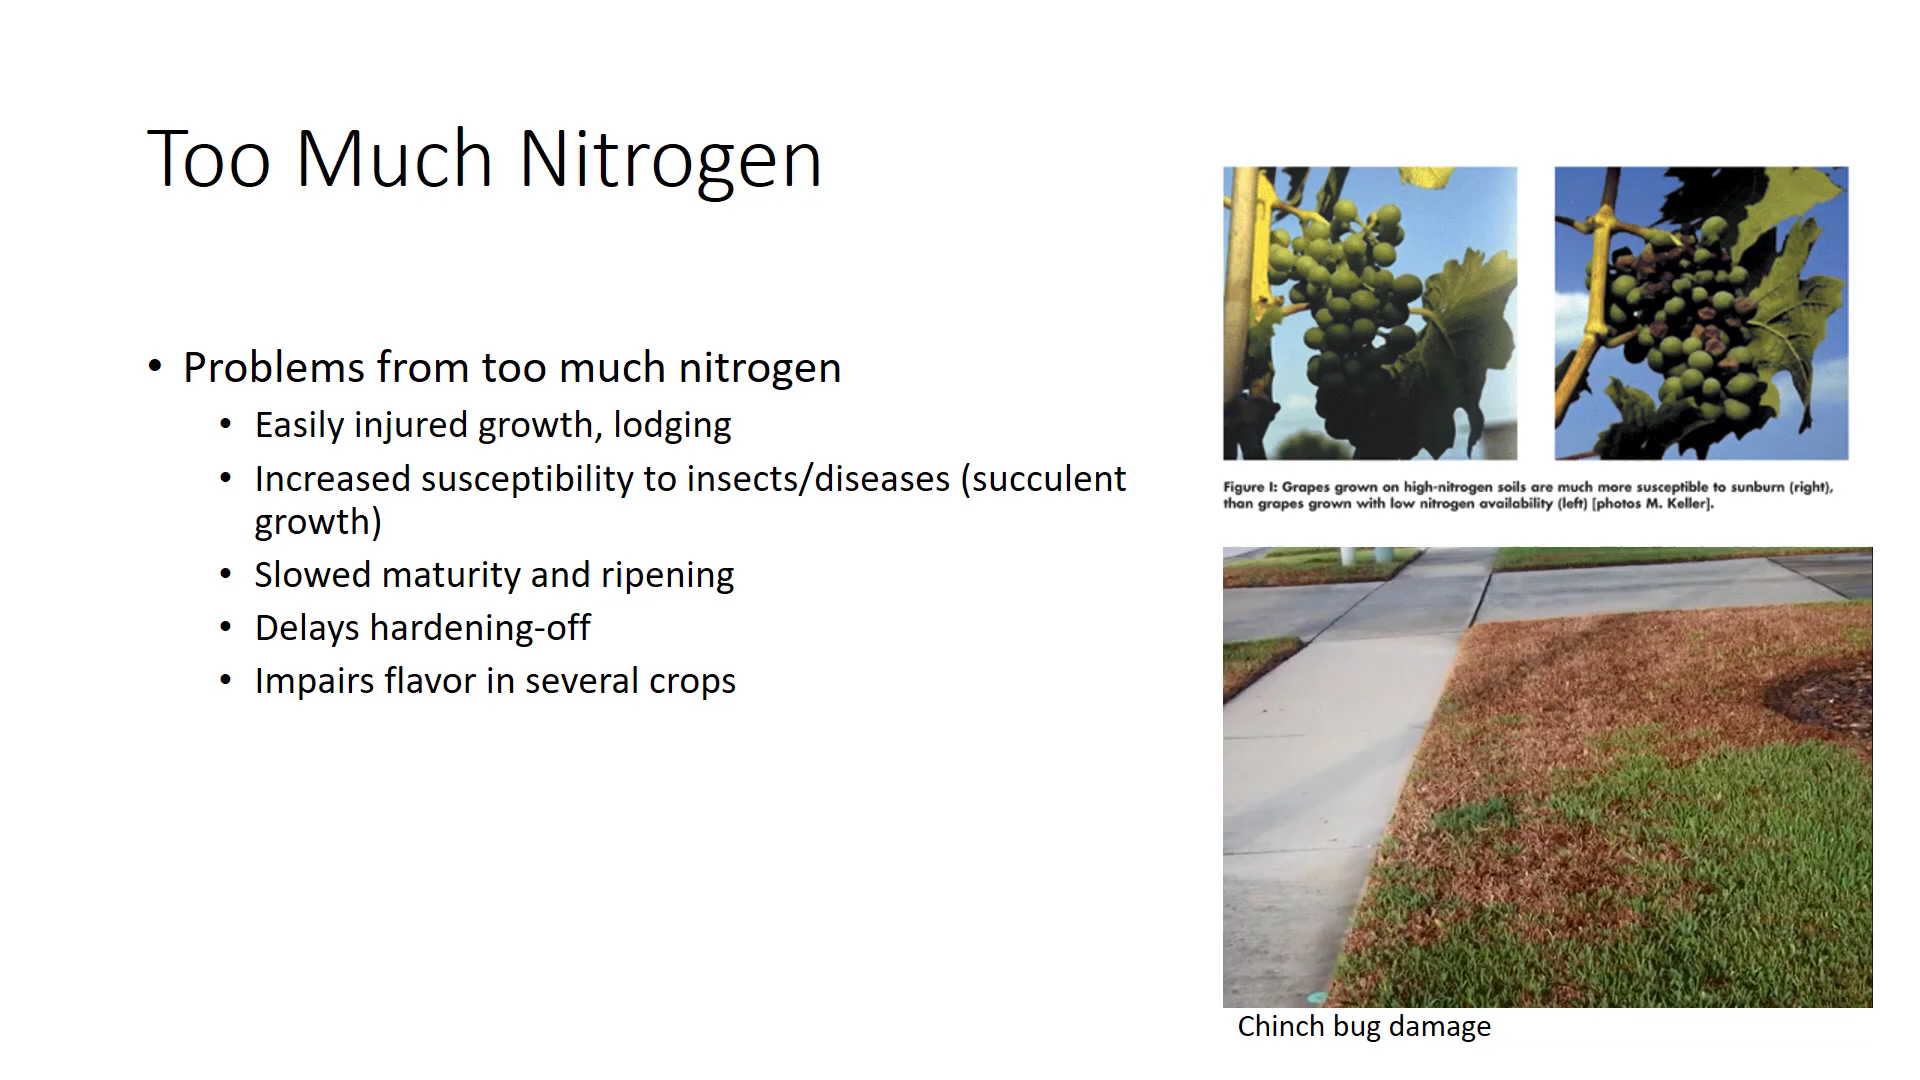 Too Much Nitrogen
• Problems from too much nitrogen
• Easily injured growth, lodging
• Increased susceptibility to insects/diseases (succulent
growth)
• Slowed maturity and ripening
• Delays hardening-off
• Impairs flavor in several crops
Figure I: Grapes grown on high-nitrogen soils are much more susceptible to sunburn (right),
than grapes grown with low nitrogen availability (left) [photos M. Keller].
Chinch bug damage